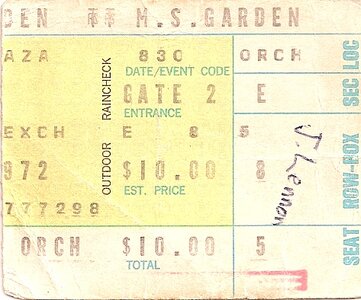 DEN M.S.GARDEN
AZA 830 ORCH
DATE/EVENT CODE
GATE 2 E
ENTRANCE
OUTDOOR RAINCHECK
EXCH E 8 5
972 $10.00 8
EST. PRICE
777298
ORCH $10.00 5
TOTAL
SEC LOC
ROW-BOX
SEAT
J. Lennon